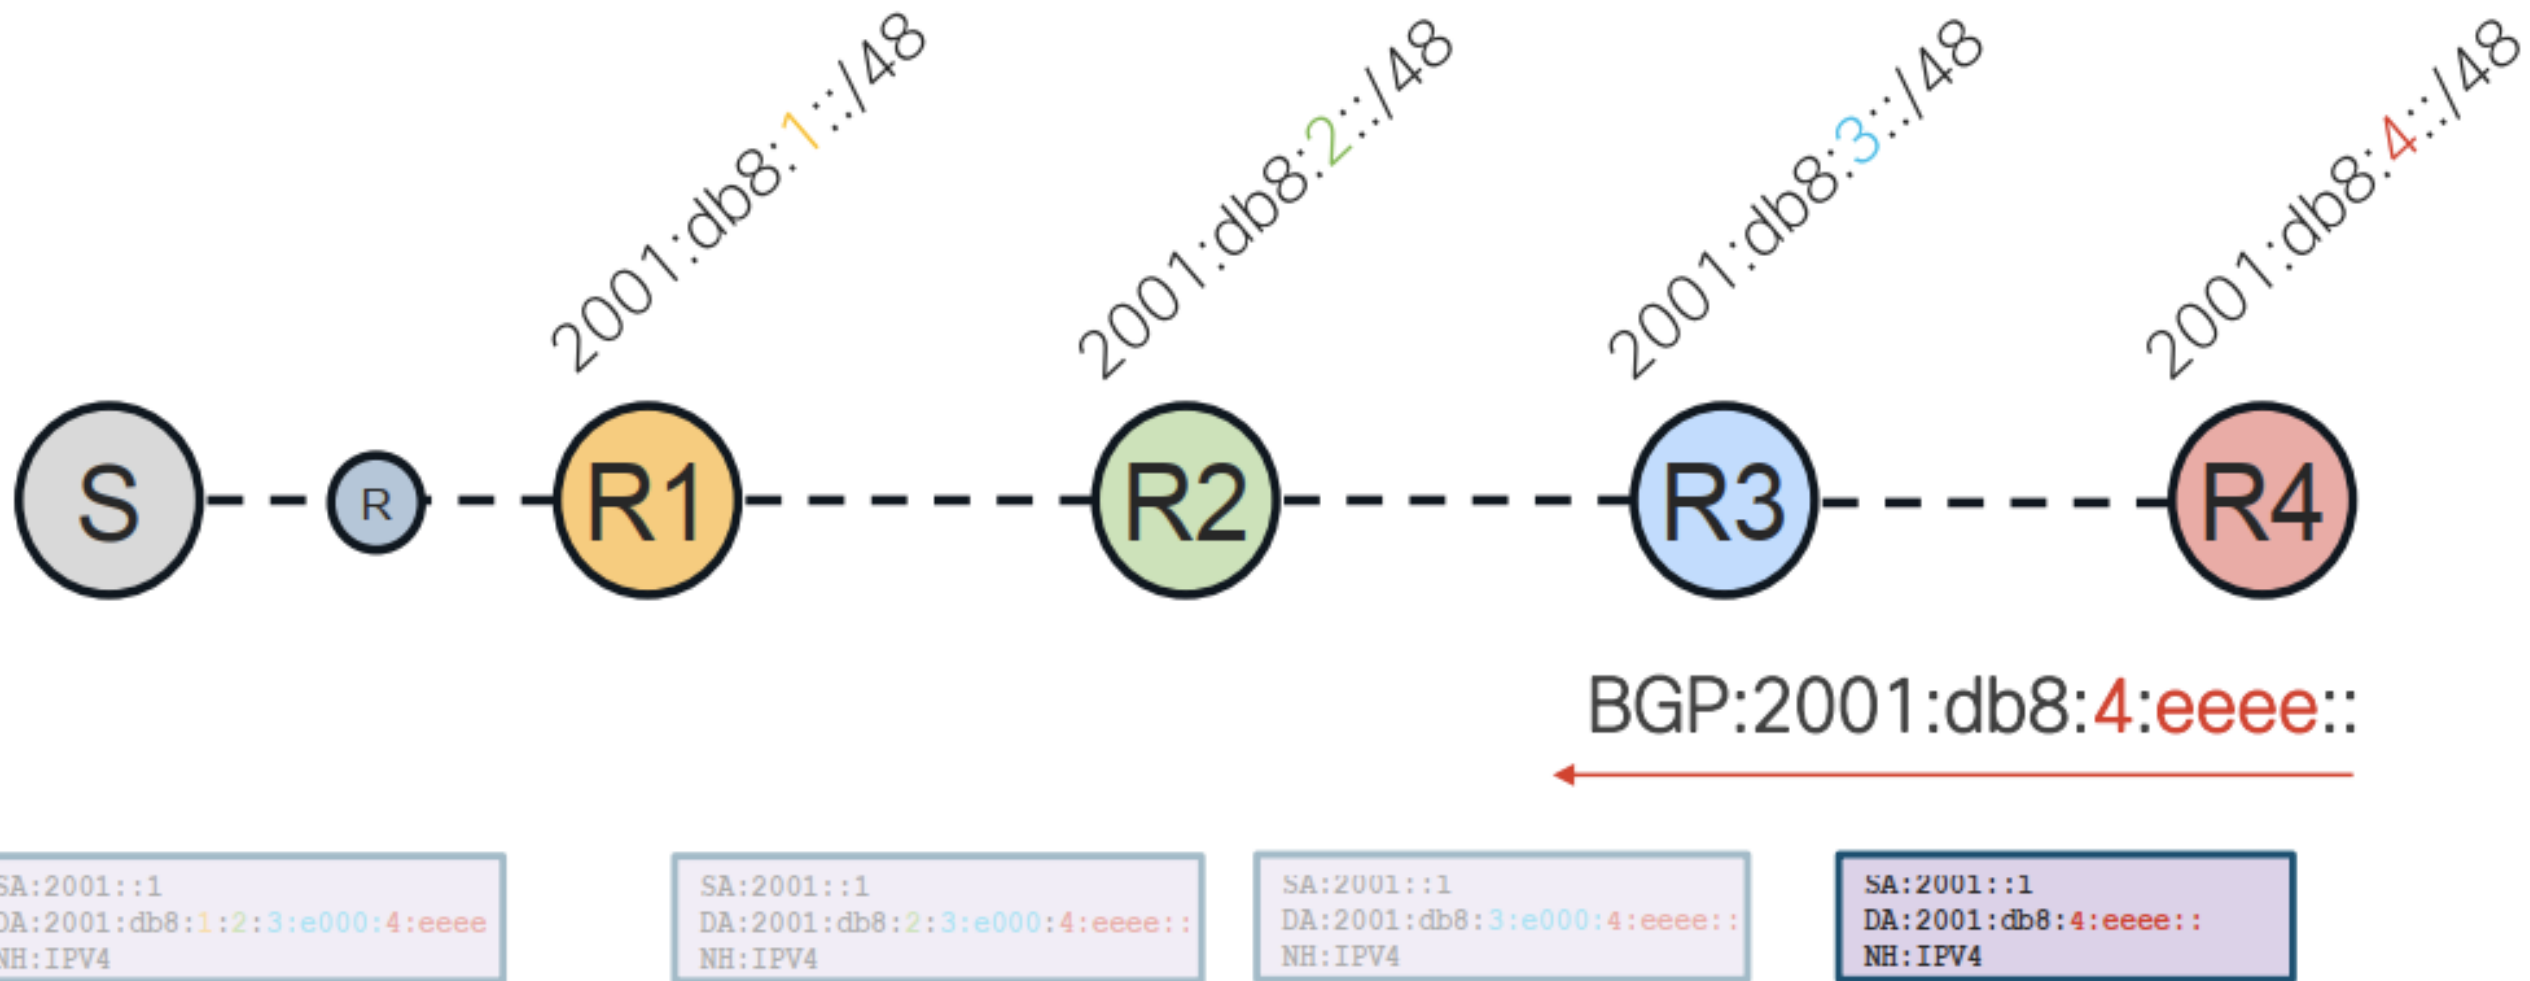 2001:db8:1::/48
2001:db8:2::/48
2001:db8:3::/48
2001:db8:4::/48
S
R
R1
R2
R3
R4
BGP:2001:db8:4:eeee::
SA:2001::1
DA:2001:db8:1:2:3:e000:4:eeee
NH:IPV4
SA:2001::1
DA:2001:db8:2:3:e000:4:eeee::
NH:IPV4
SA:2001::1
DA:2001:db8:3:e000:4:eeee::
NH:IPV4
SA:2001::1
DA:2001:db8:4:eeee::
NH:IPV4